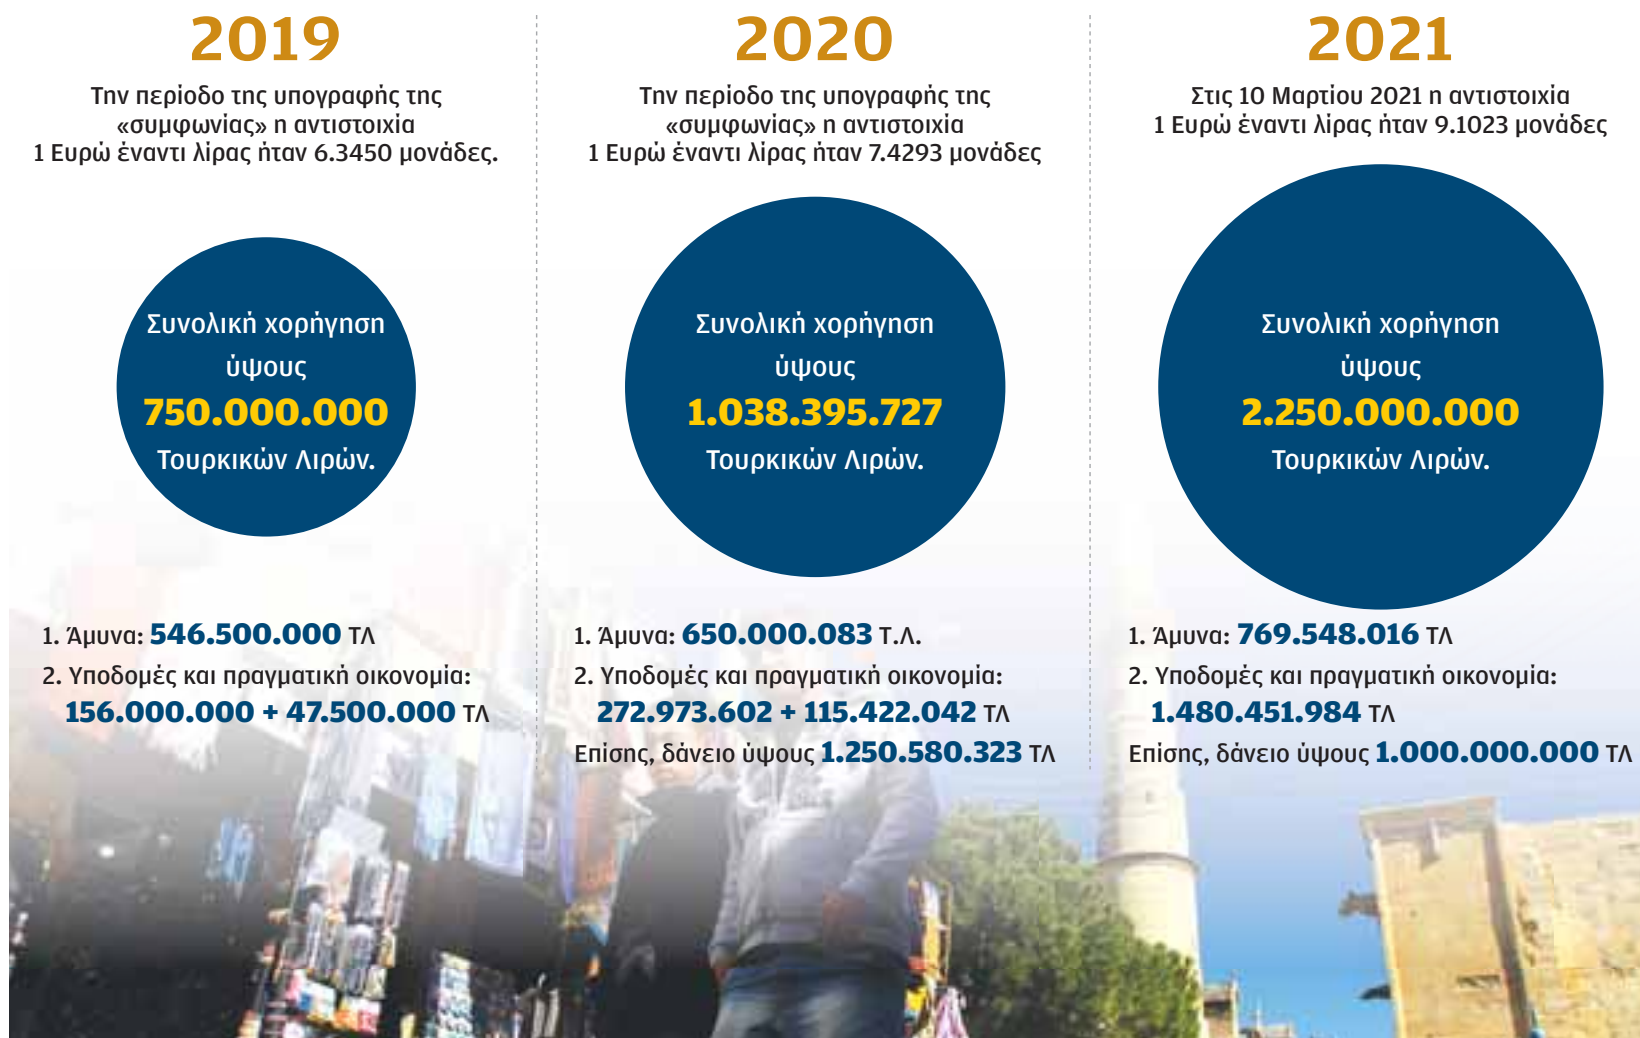 2019
Την περίοδο της υπογραφής της
«συμφωνίας» η αντιστοιχία
1 Ευρώ έναντι λίρας ήταν 6.3450 μονάδες.
Συνολική χορήγηση
ύψους
750.000.000
Τουρκικών Λιρών.
1. Άμυνα: 546.500.000 ΤΛ
2. Υποδομές και πραγματική οικονομία:
156.000.000 + 47.500.000 ΤΛ
2020
Την περίοδο της υπογραφής της
«συμφωνίας» η αντιστοιχία
1 Ευρώ έναντι λίρας ήταν 7.4293 μονάδες
Συνολική χορήγηση
ύψους
1.038.395.727
Τουρκικών Λιρών.
1. Άμυνα: 650.000.083 Τ.Λ.
2. Υποδομές και πραγματική οικονομία:
272.973.602 + 115.422.042 ΤΛ
Επίσης, δάνειο ύψους 1.250.580.323 ΤΛ
2021
Στις 10 Μαρτίου 2021 η αντιστοιχία
1 Ευρώ έναντι λίρας ήταν 9.1023 μονάδες
Συνολική χορήγηση
ύψους
2.250.000.000
Τουρκικών Λιρών.
1. Άμυνα: 769.548.016 ΤΛ
2. Υποδομές και πραγματική οικονομία:
1.480.451.984 ΤΛ
Επίσης, δάνειο ύψους 1.000.000.000 ΤΛ